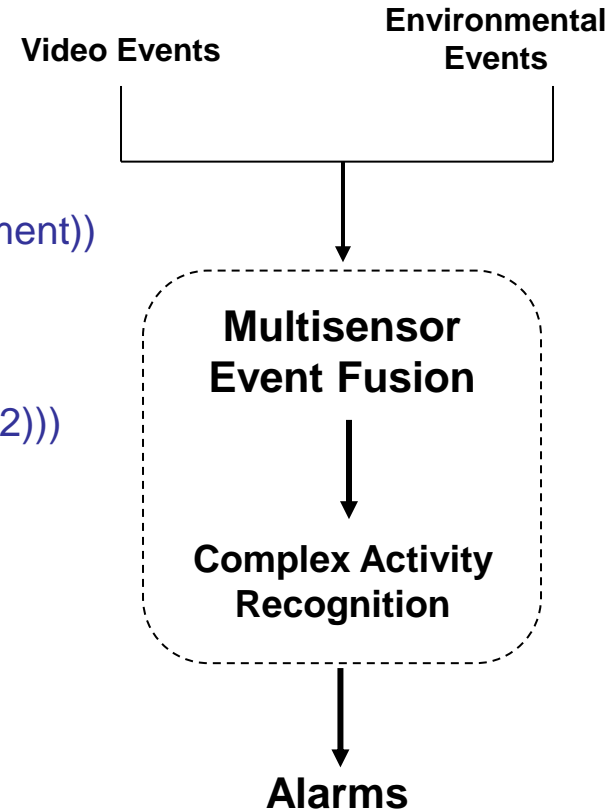 Video Events
Environmental
Events
ment))
Multisensor
Event Fusion
2)))
Complex Activity
Recognition
Alarms